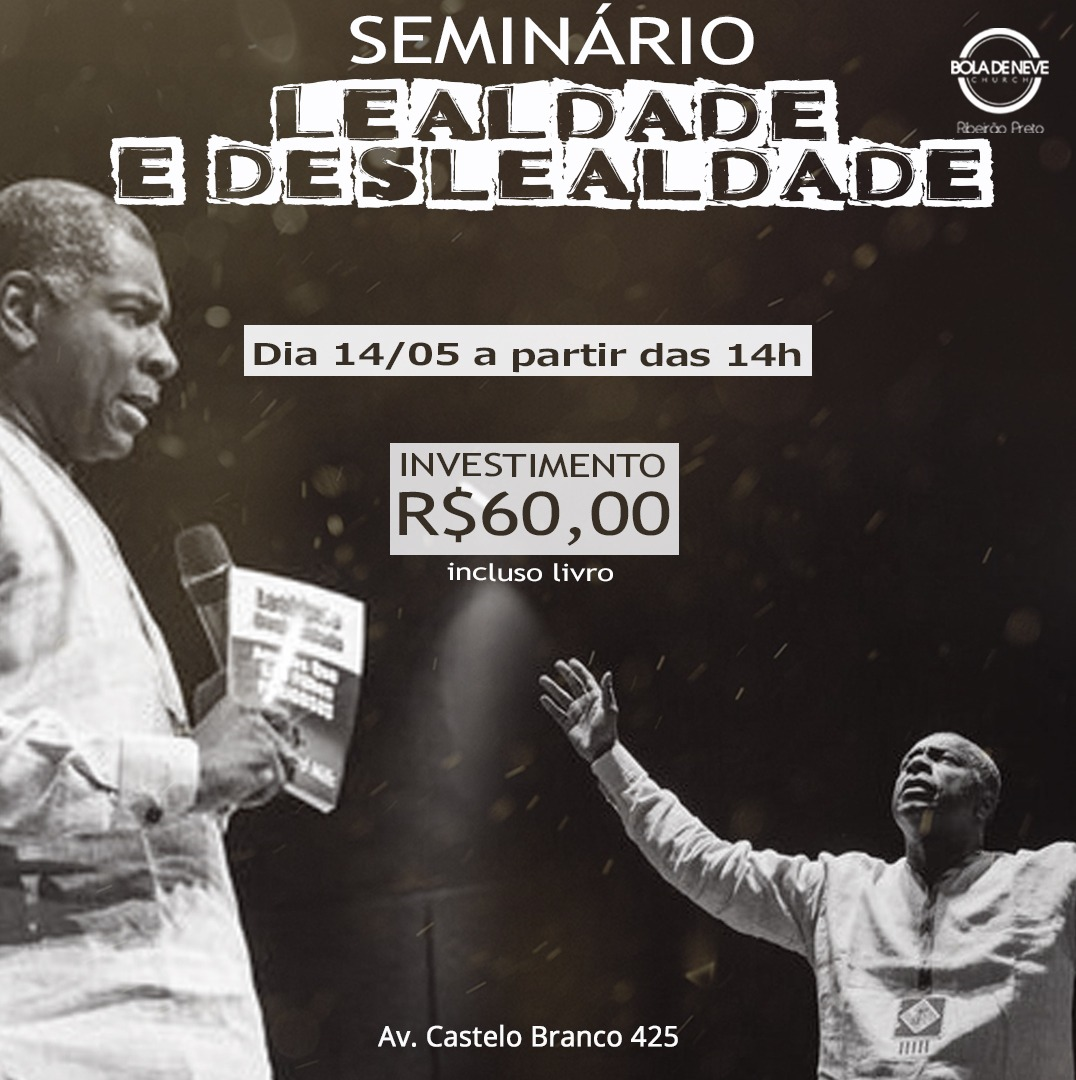 SEMINÁRIO
LEALDADE
E DESLEALDADE
BOLA DE NEVE
CHURCH
Ribeirão Preto
Dia 14/05 a partir das 14h
INVESTIMENTO
R$60,00
incluso livro
Av. Castelo Branco 425